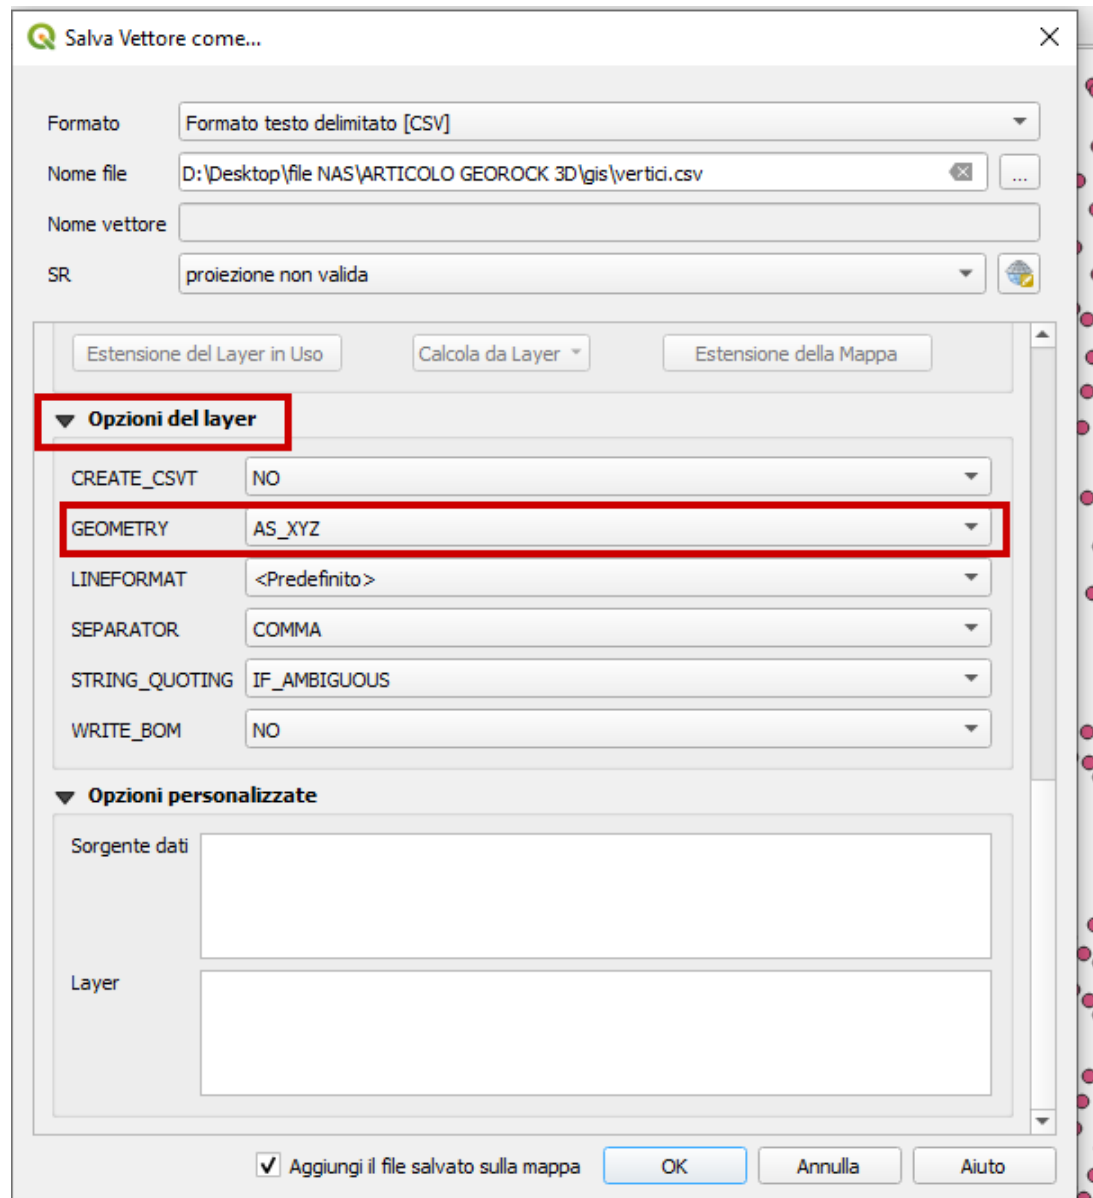 Salva Vettore come...
Formato Formato testo delimitato [CSV]
Nome file D:\Desktop\file NAS\ARTICOLO GEOROCK 3D\gis\vertici.csv ...
Nome vettore
SR proiezione non valida
Estensione del Layer in Uso Calcola da Layer Estensione della Mappa
Opzioni del layer
CREATE_CSVT NO
GEOMETRY AS_XYZ
LINEFORMAT <Predefinito>
SEPARATOR COMMA
STRING_QUOTING IF_AMBIGUOUS
WRITE_BOM NO
Opzioni personalizzate
Sorgente dati
Layer
Aggiungi il file salvato sulla mappa OK Annulla Aiuto